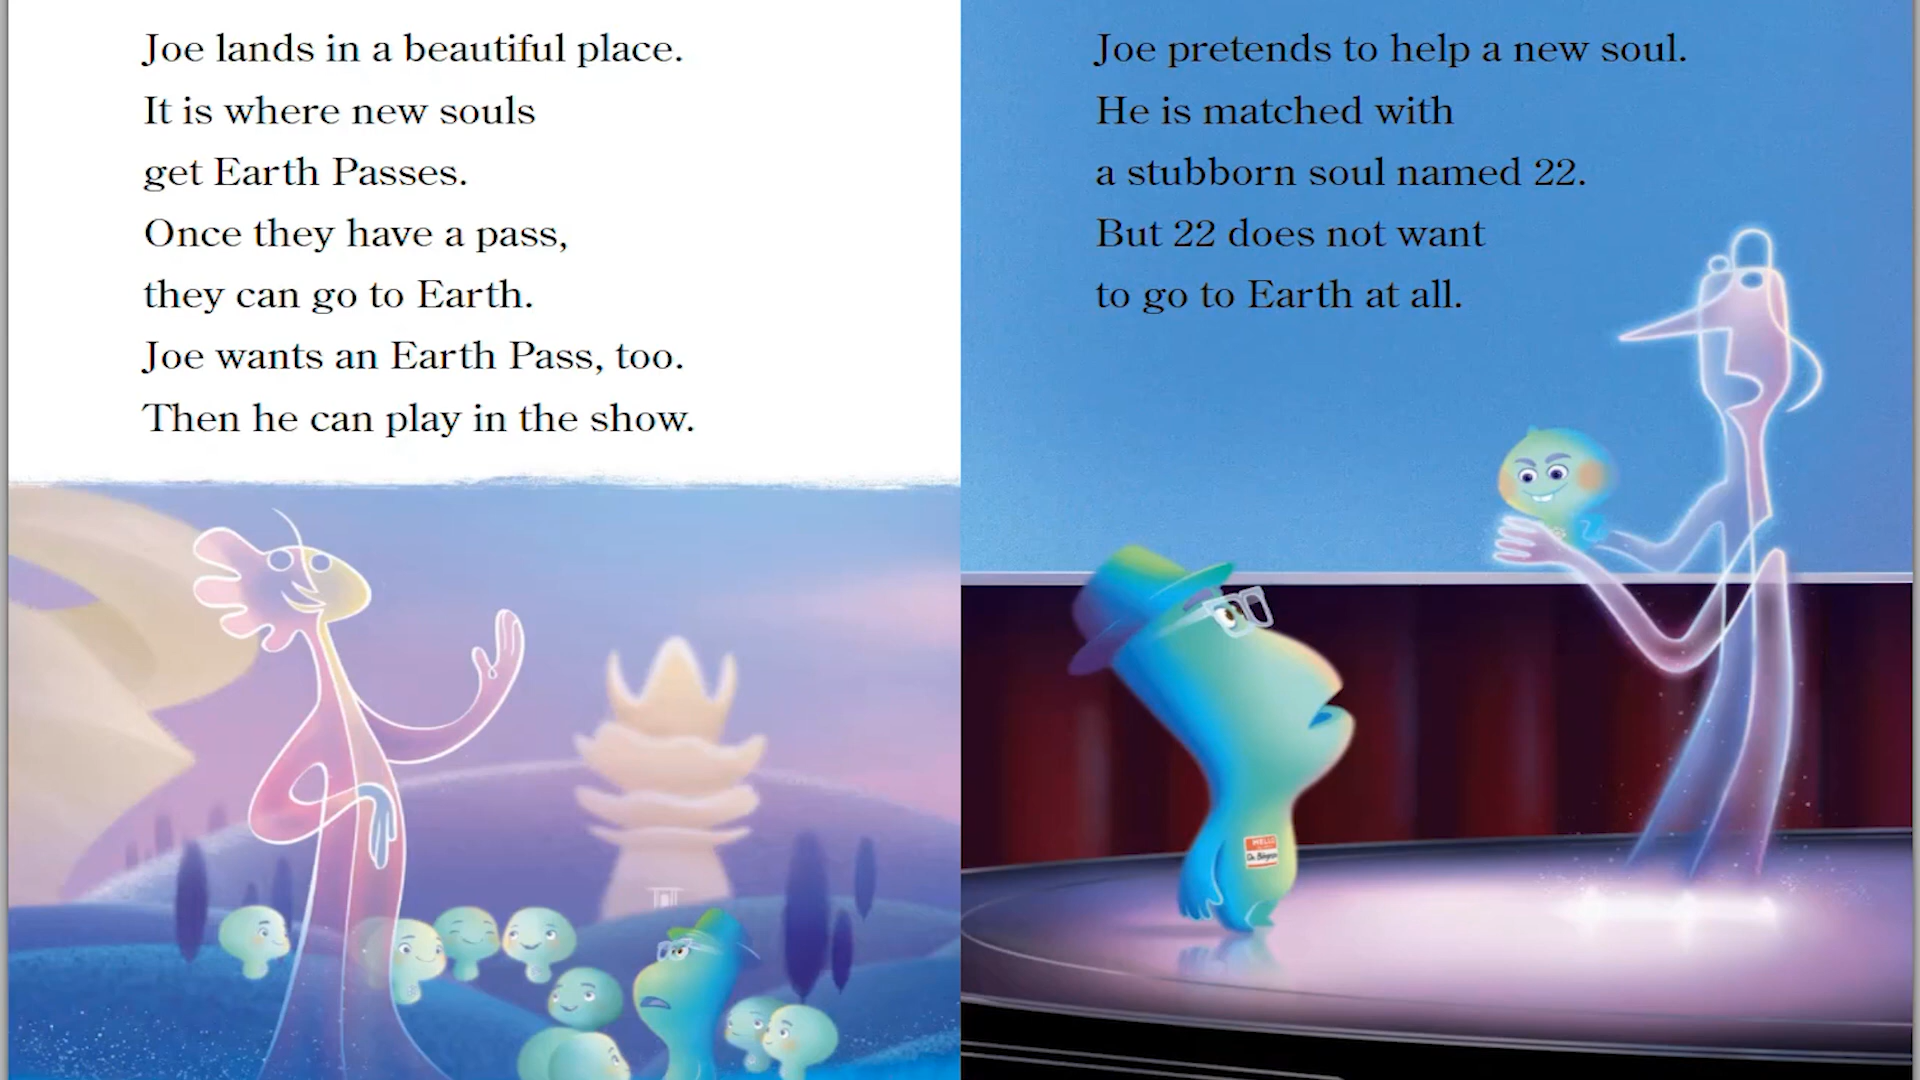 Joe lands in a beautiful place.
It is where new souls
get Earth Passes.
Once they have a pass,
they can go to Earth.
Joe wants an Earth Pass, too.
Then he can play in the show.
Joe pretends to help a new soul.
He is matched with
a stubborn soul named 22.
But 22 does not want
to go to Earth at all.
HELLO